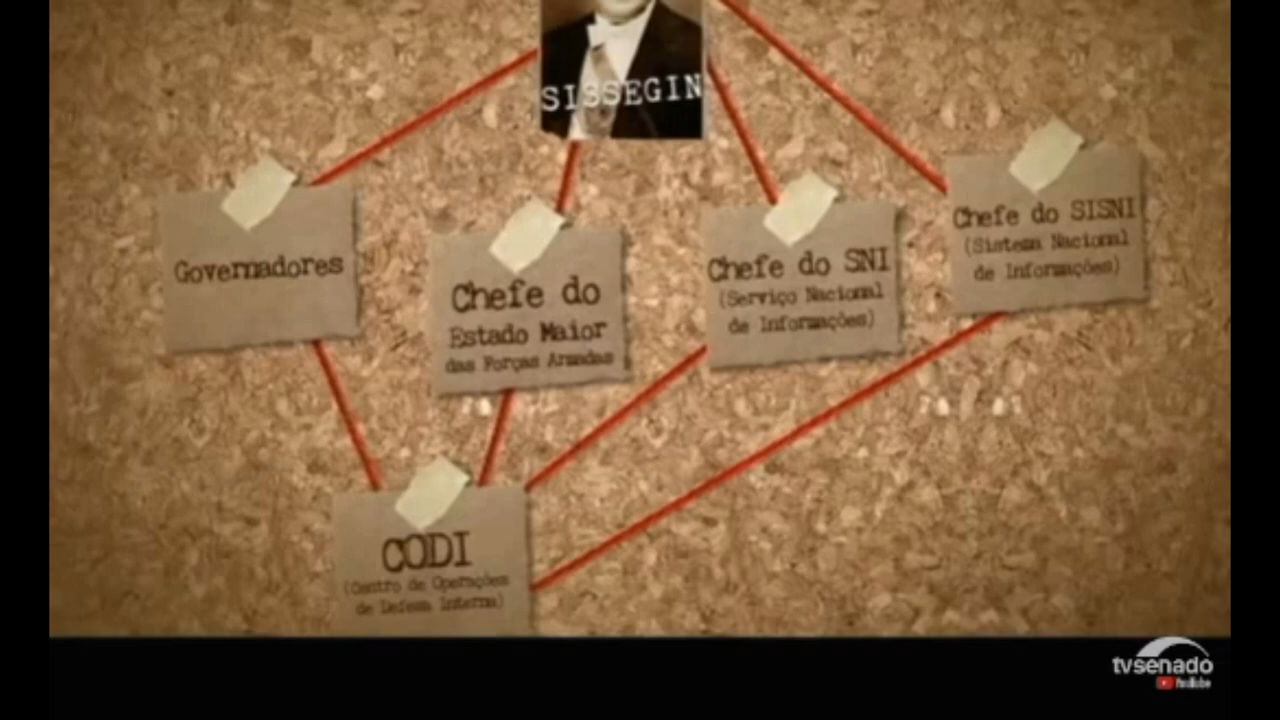 SISSEGIN
Governadores
Chefe do
Estado Maior
das Forças Armadas
Chefe do SNI
(Serviço Nacional
de Informações)
Chefe do SISNI
(Sistema Nacional
de Informações)
CODI
(Centro de Operações
de Defesa Interna)
tvsenado
YouTube